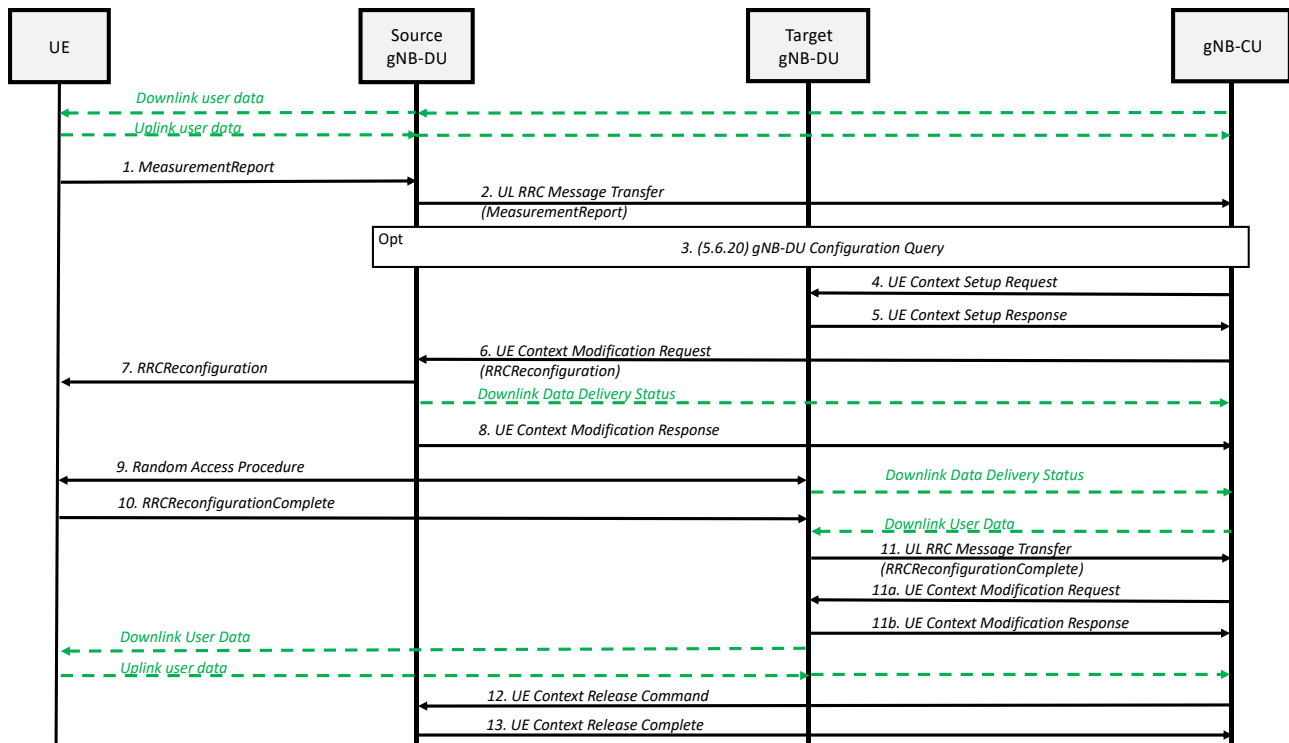 UE
Source
gNB-DU
Target
gNB-DU
gNB-CU
Downlink user data
Uplink user data
1. MeasurementReport
2. UL RRC Message Transfer
(MeasurementReport)
Opt
3. (5.6.20) gNB-DU Configuration Query
4. UE Context Setup Request
5. UE Context Setup Response
6. UE Context Modification Request
(RRCReconfiguration)
7. RRCReconfiguration
Downlink Data Delivery Status
8. UE Context Modification Response
9. Random Access Procedure
Downlink Data Delivery Status
10. RRCReconfigurationComplete
Downlink User Data
11. UL RRC Message Transfer
(RRCReconfigurationComplete)
11a. UE Context Modification Request
11b. UE Context Modification Response
Downlink User Data
Uplink user data
12. UE Context Release Command
13. UE Context Release Complete